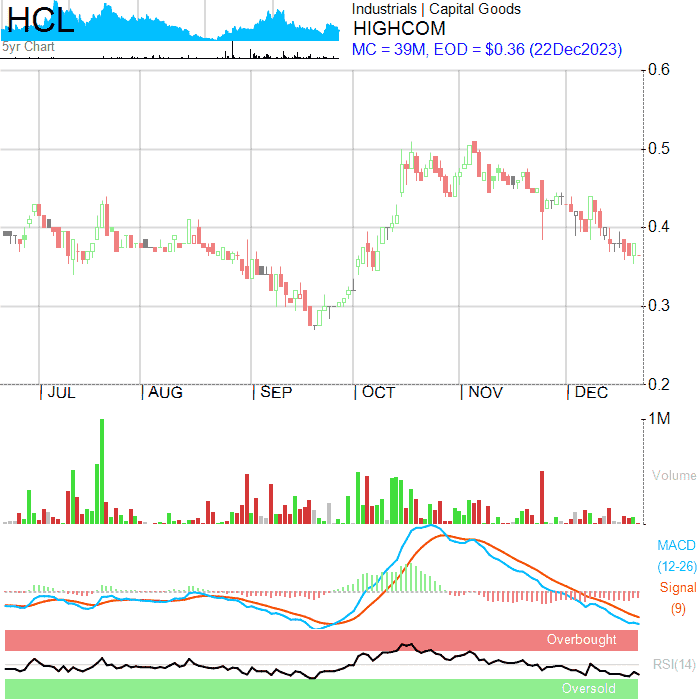 HCL
5yr Chart
Industrials | Capital Goods
HIGHCOM
MC = 39M, EOD = $0.36 (22Dec2023)
0.6
0.5
0.4
0.3
0.2
JUL AUG SEP OCT NOV DEC
1M
Volume
MACD
(12-26)
Signal
(9)
Overbought
RSI(14)
Oversold